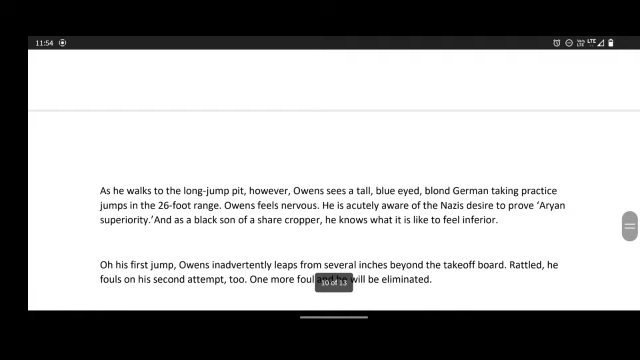 11:54
LTE
As he walks to the long-jump pit, however, Owens sees a tall, blue eyed, blond German taking practice
jumps in the 26-foot range. Owens feels nervous. He is acutely aware of the Nazis desire to prove ‘Aryan
superiority.’And as a black son of a share cropper, he knows what it is like to feel inferior.
Oh his first jump, Owens inadvertently leaps from several inches beyond the takeoff board. Rattled, he
fouls on his second attempt, too. One more foul and he will be eliminated.
10 of 13